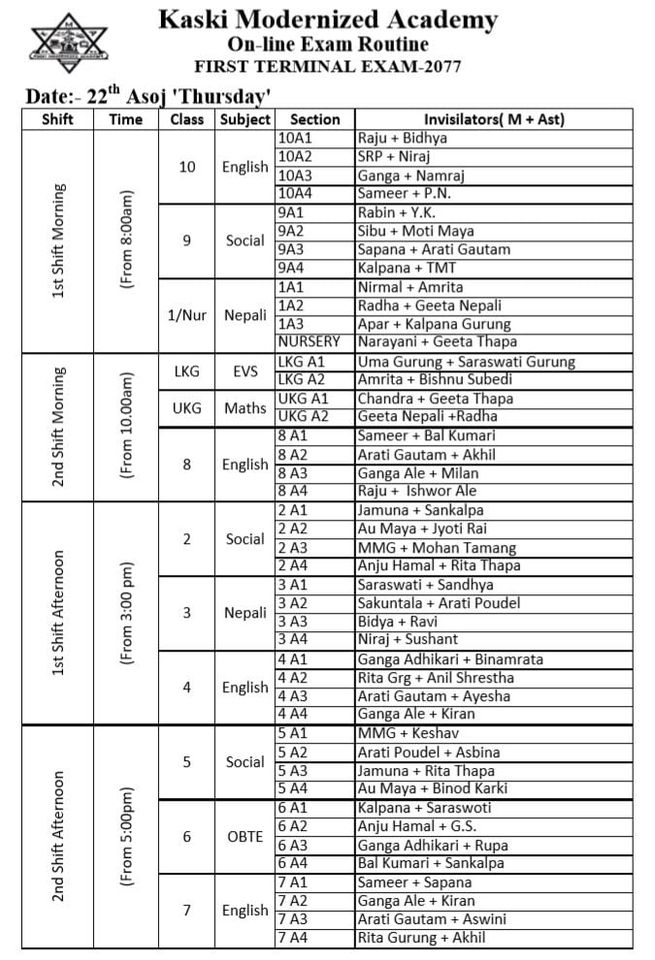 Kaski Modernized Academy
On-line Exam Routine
FIRST TERMINAL EXAM-2077
Date:- 22th Asoj 'Thursday'
Shift Time Class Subject Section Invisilators( M + Ast)
1st Shift Morning (From 8:00am) 10 English 10A1 Raju + Bidhya
10A2 SRP + Niraj
10A3 Ganga + Namraj
10A4 Sameer + P.N.
9 Social 9A1 Rabin + Y.K.
9A2 Sibu + Moti Maya
9A3 Sapana + Arati Gautam
9A4 Kalpana + TMT
1/Nur Nepali 1A1 Nirmal + Amrita
1A2 Radha + Geeta Nepali
1A3 Apar + Kalpana Gurung
NURSERY Narayani + Geeta Thapa
2nd Shift Morning (From 10.00am) LKG EVS LKG A1 Uma Gurung + Saraswati Gurung
LKG A2 Amrita + Bishnu Subedi
UKG Maths UKG A1 Chandra + Geeta Thapa
UKG A2 Geeta Nepali +Radha
8 English 8 A1 Sameer + Bal Kumari
8 A2 Arati Gautam + Akhil
8 A3 Ganga Ale + Milan
8 A4 Raju + Ishwor Ale
1st Shift Afternoon (From 3:00 pm) 2 Social 2 A1 Jamuna + Sankalpa
2 A2 Au Maya + Jyoti Rai
2 A3 MMG + Mohan Tamang
2 A4 Anju Hamal + Rita Thapa
3 Nepali 3 A1 Saraswati + Sandhya
3 A2 Sakuntala + Arati Poudel
3 A3 Bidya + Ravi
3 A4 Niraj + Sushant
4 English 4 A1 Ganga Adhikari + Binamrata
4 A2 Rita Grg + Anil Shrestha
4 A3 Arati Gautam + Ayesha
4 A4 Ganga Ale + Kiran
2nd Shift Afternoon (From 5:00pm) 5 Social 5 A1 MMG + Keshav
5 A2 Arati Poudel + Asbina
5 A3 Jamuna + Rita Thapa
5 A4 Au Maya + Binod Karki
6 OBTE 6 A1 Kalpana + Saraswoti
6 A2 Anju Hamal + G.S.
6 A3 Ganga Adhikari + Rupa
6 A4 Bal Kumari + Sankalpa
7 English 7 A1 Sameer + Sapana
7 A2 Ganga Ale + Kiran
7 A3 Arati Gautam + Aswini
7 A4 Rita Gurung + Akhil